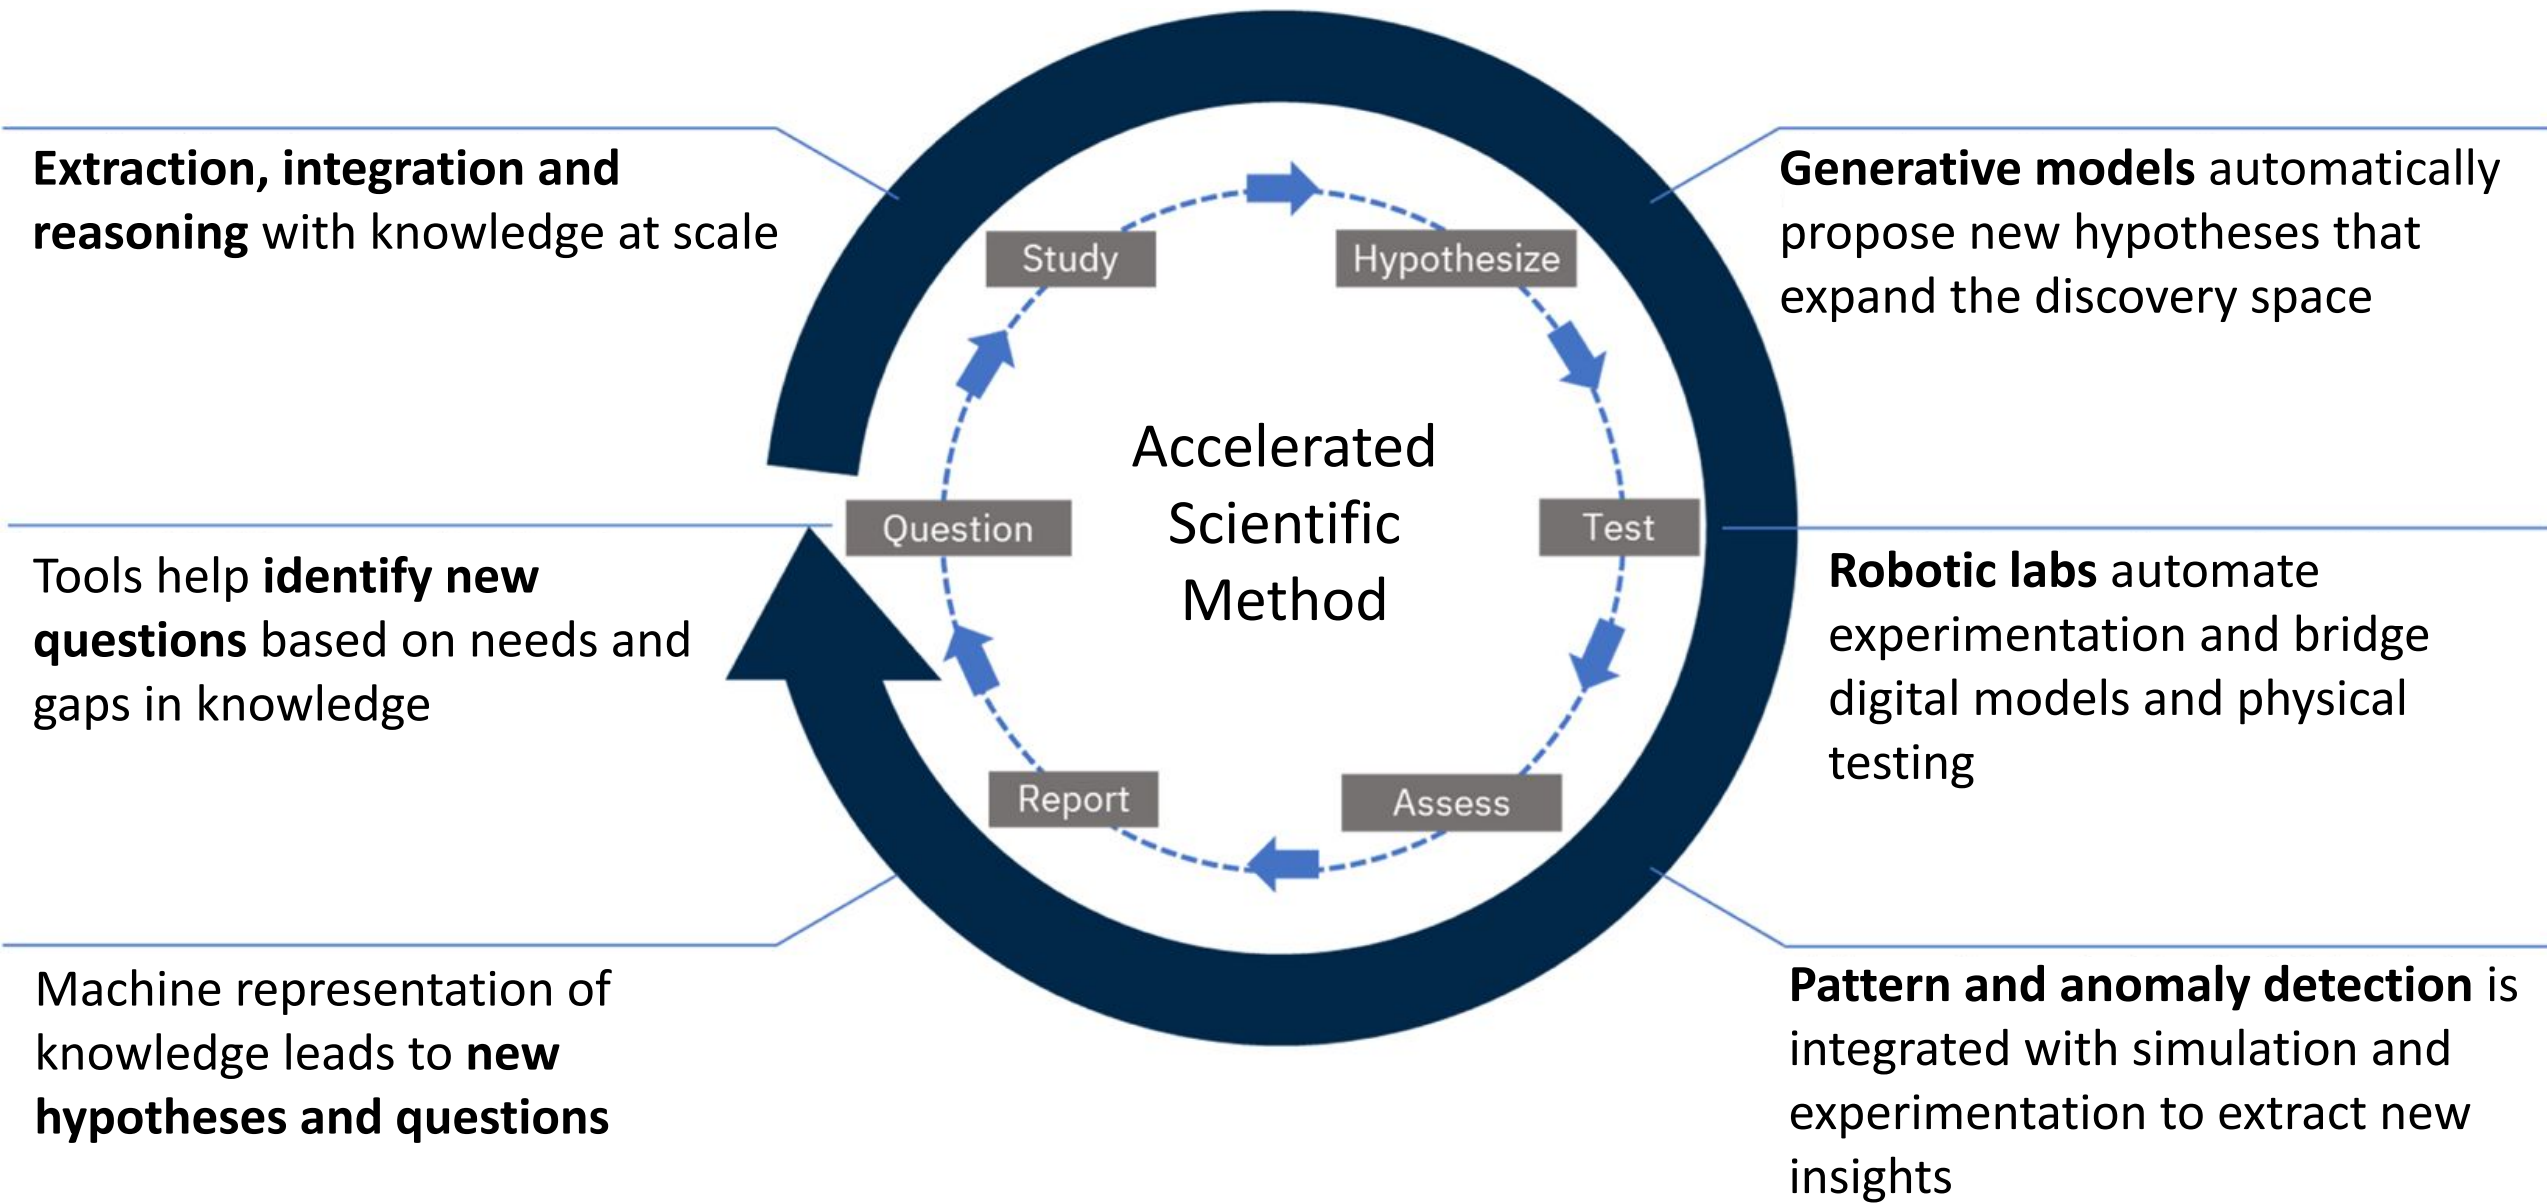 Extraction, integration and
reasoning with knowledge at scale
Tools help identify new
questions based on needs and
gaps in knowledge
Machine representation of
knowledge leads to new
hypotheses and questions
Study
Hypothesize
Question
Test
Report
Assess
Accelerated
Scientific
Method
Generative models automatically
propose new hypotheses that
expand the discovery space
Robotic labs automate
experimentation and bridge
digital models and physical
testing
Pattern and anomaly detection is
integrated with simulation and
experimentation to extract new
insights